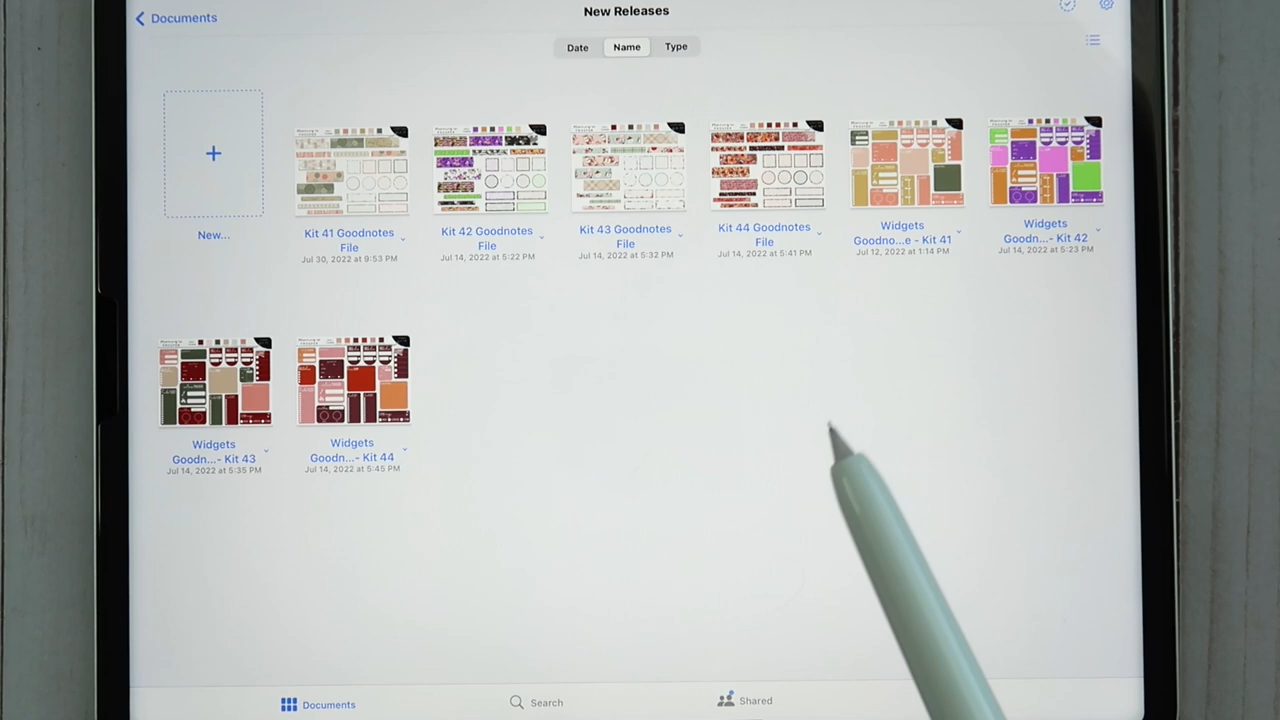 Documents
New Releases
Date Name Type
New...
Kit 41 Goodnotes
File
Jul 30, 2022 at 9:53 PM
Kit 42 Goodnotes
File
Jul 14, 2022 at 5:22 PM
Kit 43 Goodnotes
File
Jul 14, 2022 at 5:32 PM
Kit 44 Goodnotes
File
Jul 14, 2022 at 5:41 PM
Widgets
Goodno...e - Kit 41
Jul 12, 2022 at 1:14 PM
Widgets
Goodn...- Kit 42
Jul 14, 2022 at 5:23 PM
Widgets
Goodn...- Kit 43
Jul 14, 2022 at 5:35 PM
Widgets
Goodn...- Kit 44
Jul 14, 2022 at 5:45 PM
Documents
Search
Shared